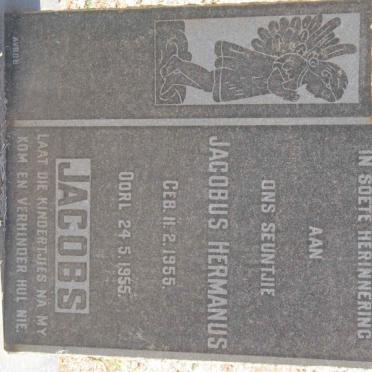 IN SOETE HERINNERING
AAN
ONS SEUNTJIE
JACOBUS HERMANUS
GEB. 11.2.1955.
OORL. 24.5.1955.
JACOBS
LAAT DIE KINDERTJIES NA MY
KOM EN VERHINDER HUL NIE.
AVBOB